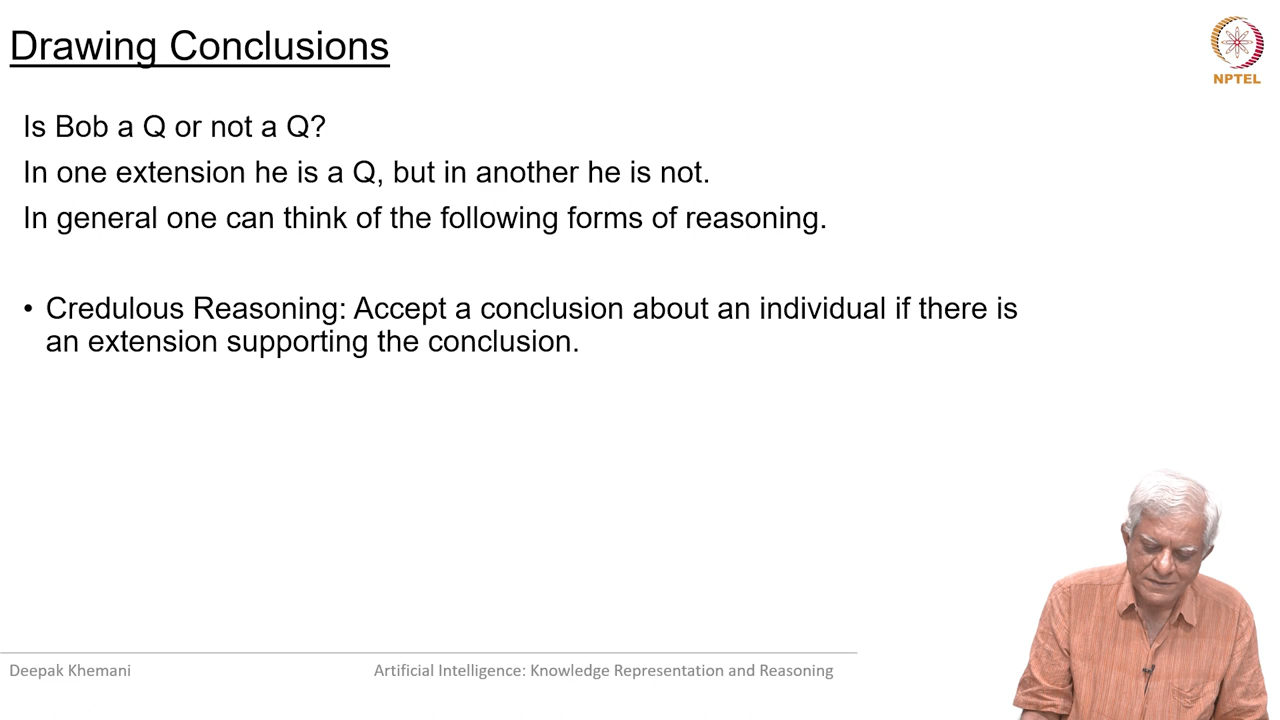 Drawing Conclusions
NPTEL
Is Bob a Q or not a Q?
In one extension he is a Q, but in another he is not.
In general one can think of the following forms of reasoning.
• Credulous Reasoning: Accept a conclusion about an individual if there is
an extension supporting the conclusion.
Deepak Khemani
Artificial Intelligence: Knowledge Representation and Reasoning